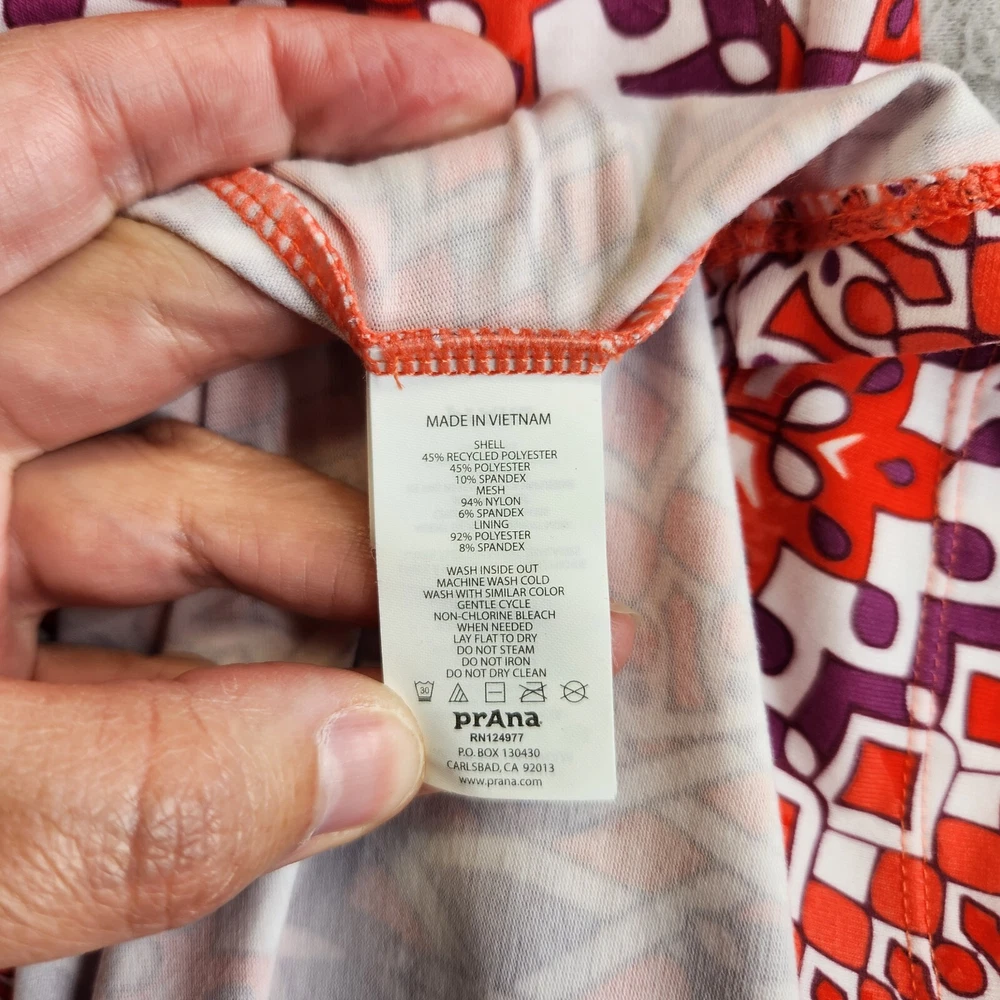 MADE IN VIETNAM
SHELL
45% RECYCLED POLYESTER
45% POLYESTER
10% SPANDEX
MESH
94% NYLON
6% SPANDEX
LINING
92% POLYESTER
8% SPANDEX
WASH INSIDE OUT
MACHINE WASH COLD
WASH WITH SIMILAR COLOR
GENTLE CYCLE
NON-CHLORINE BLEACH
WHEN NEEDED
LAY FLAT TO DRY
DO NOT STEAM
DO NOT IRON
DO NOT DRY CLEAN
30
prAna
RN124977
P.O. BOX 130430
CARLSBAD, CA 92013
www.prana.com